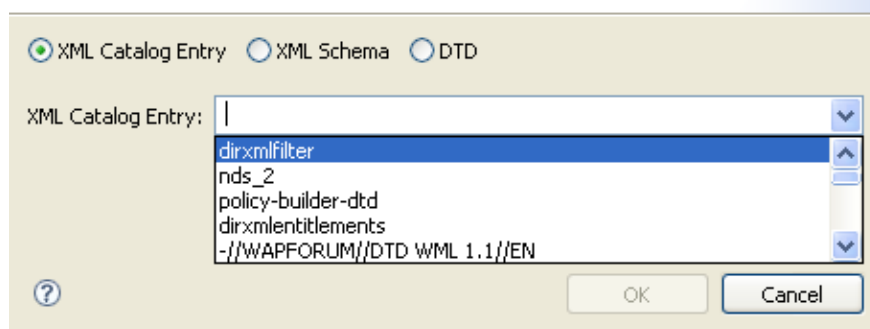 XML Catalog Entry XML Schema DTD
XML Catalog Entry:
dirxmlfilter
nds_2
policy-builder-dtd
dirxmlentitlements
-//WAPFORUM//DTD WML 1.1//EN
? OK Cancel